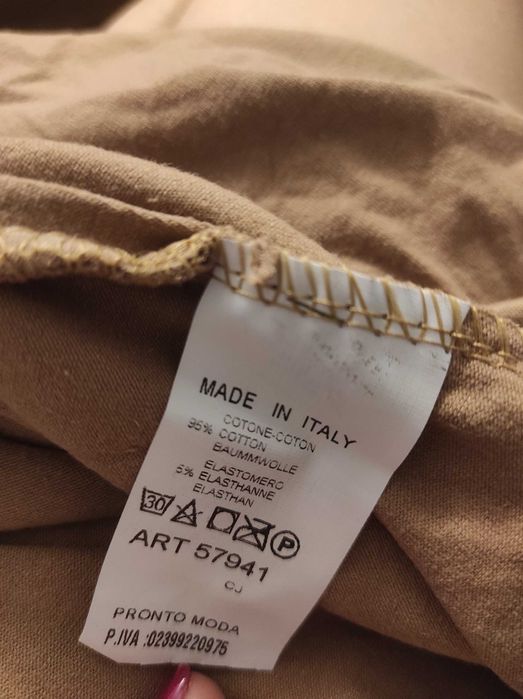 MADE IN ITALY
COTONE-COTON
95% COTTON
BAUMMWOLLE
ELASTOMERO
5% ELASTHANNE
ELASTHAN
30 P
ART 57941
CJ
PRONTO MODA
P.IVA :02399220975